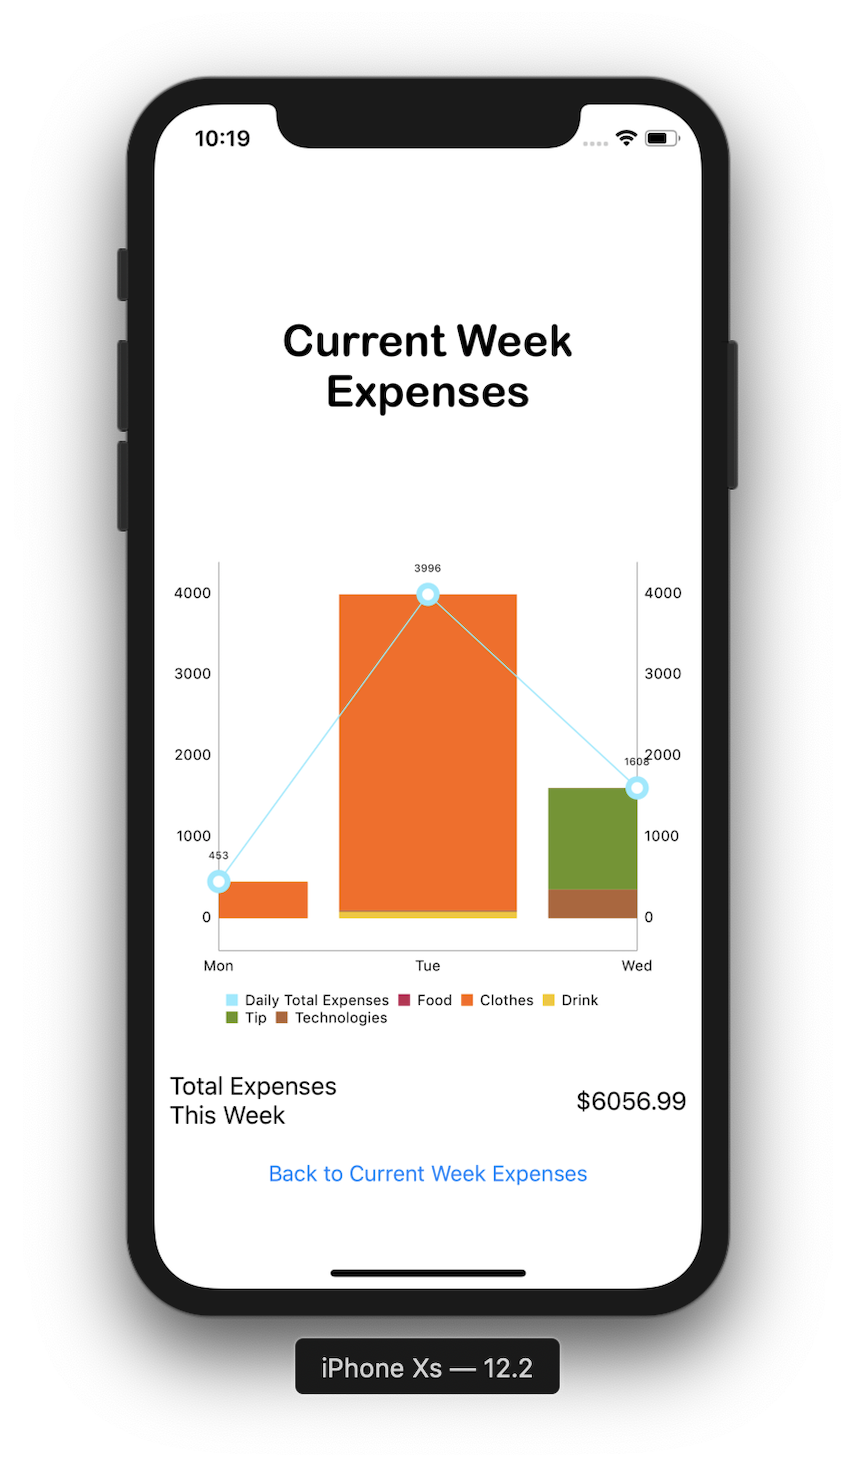 10:19
Current Week
Expenses
3996
4000 4000
3000 3000
2000 2000
1608
1000 1000
453
0 0
Mon Tue Wed
Daily Total Expenses Food Clothes Drink
Tip Technologies
Total Expenses
This Week
$6056.99
Back to Current Week Expenses
iPhone Xs — 12.2